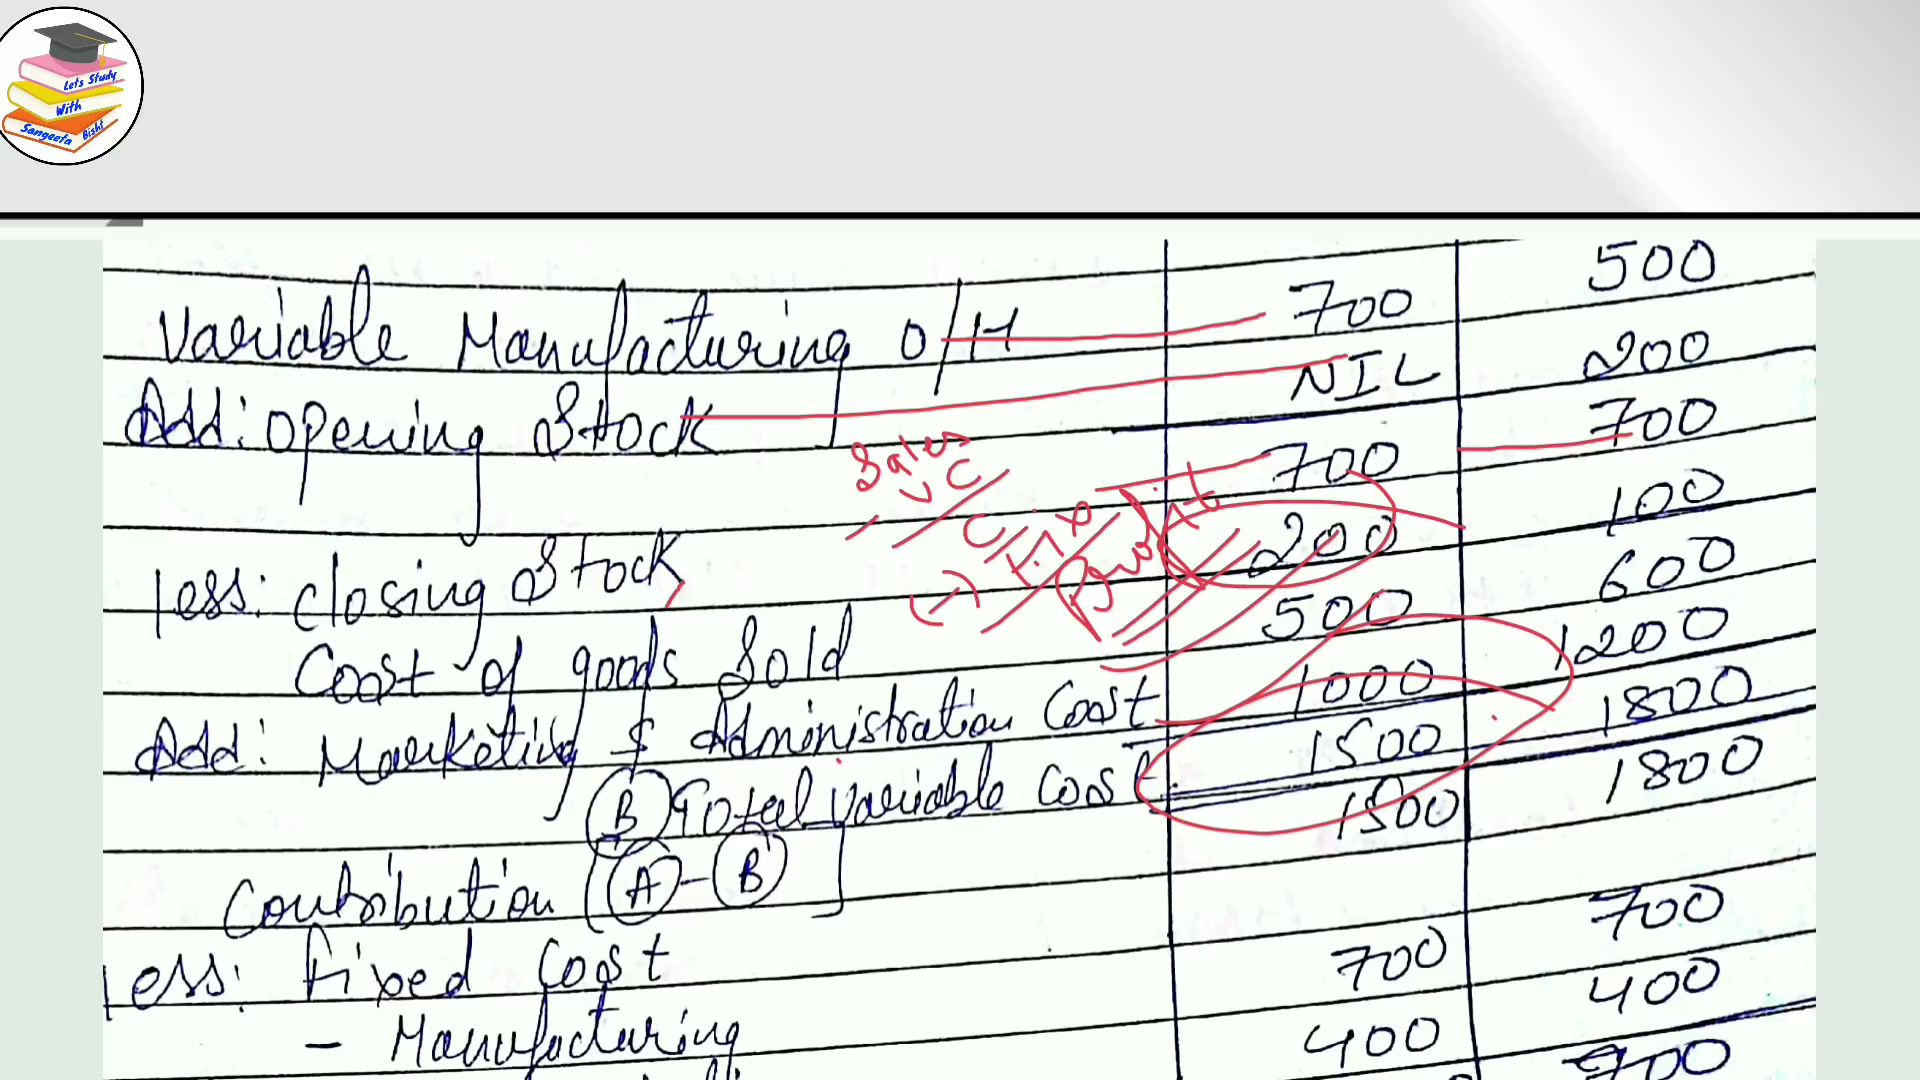 Lets Study
With
Sangeeta Bisht
500
Variable Manufacturing O/H 700 200
Add: Opening Stock NIL 700
700 100
Less: Closing Stock 200 600
Cost of goods Sold 500 1200
Add: Marketing & Administration Cost 1000 1800
(B) Total Variable Cost 1500 1800
Contribution [(A)-(B)] 1500
Less: Fixed Cost 700
- Manufacturing 700 400
400 700
Sales
VC
C
(-) Fix
Profit